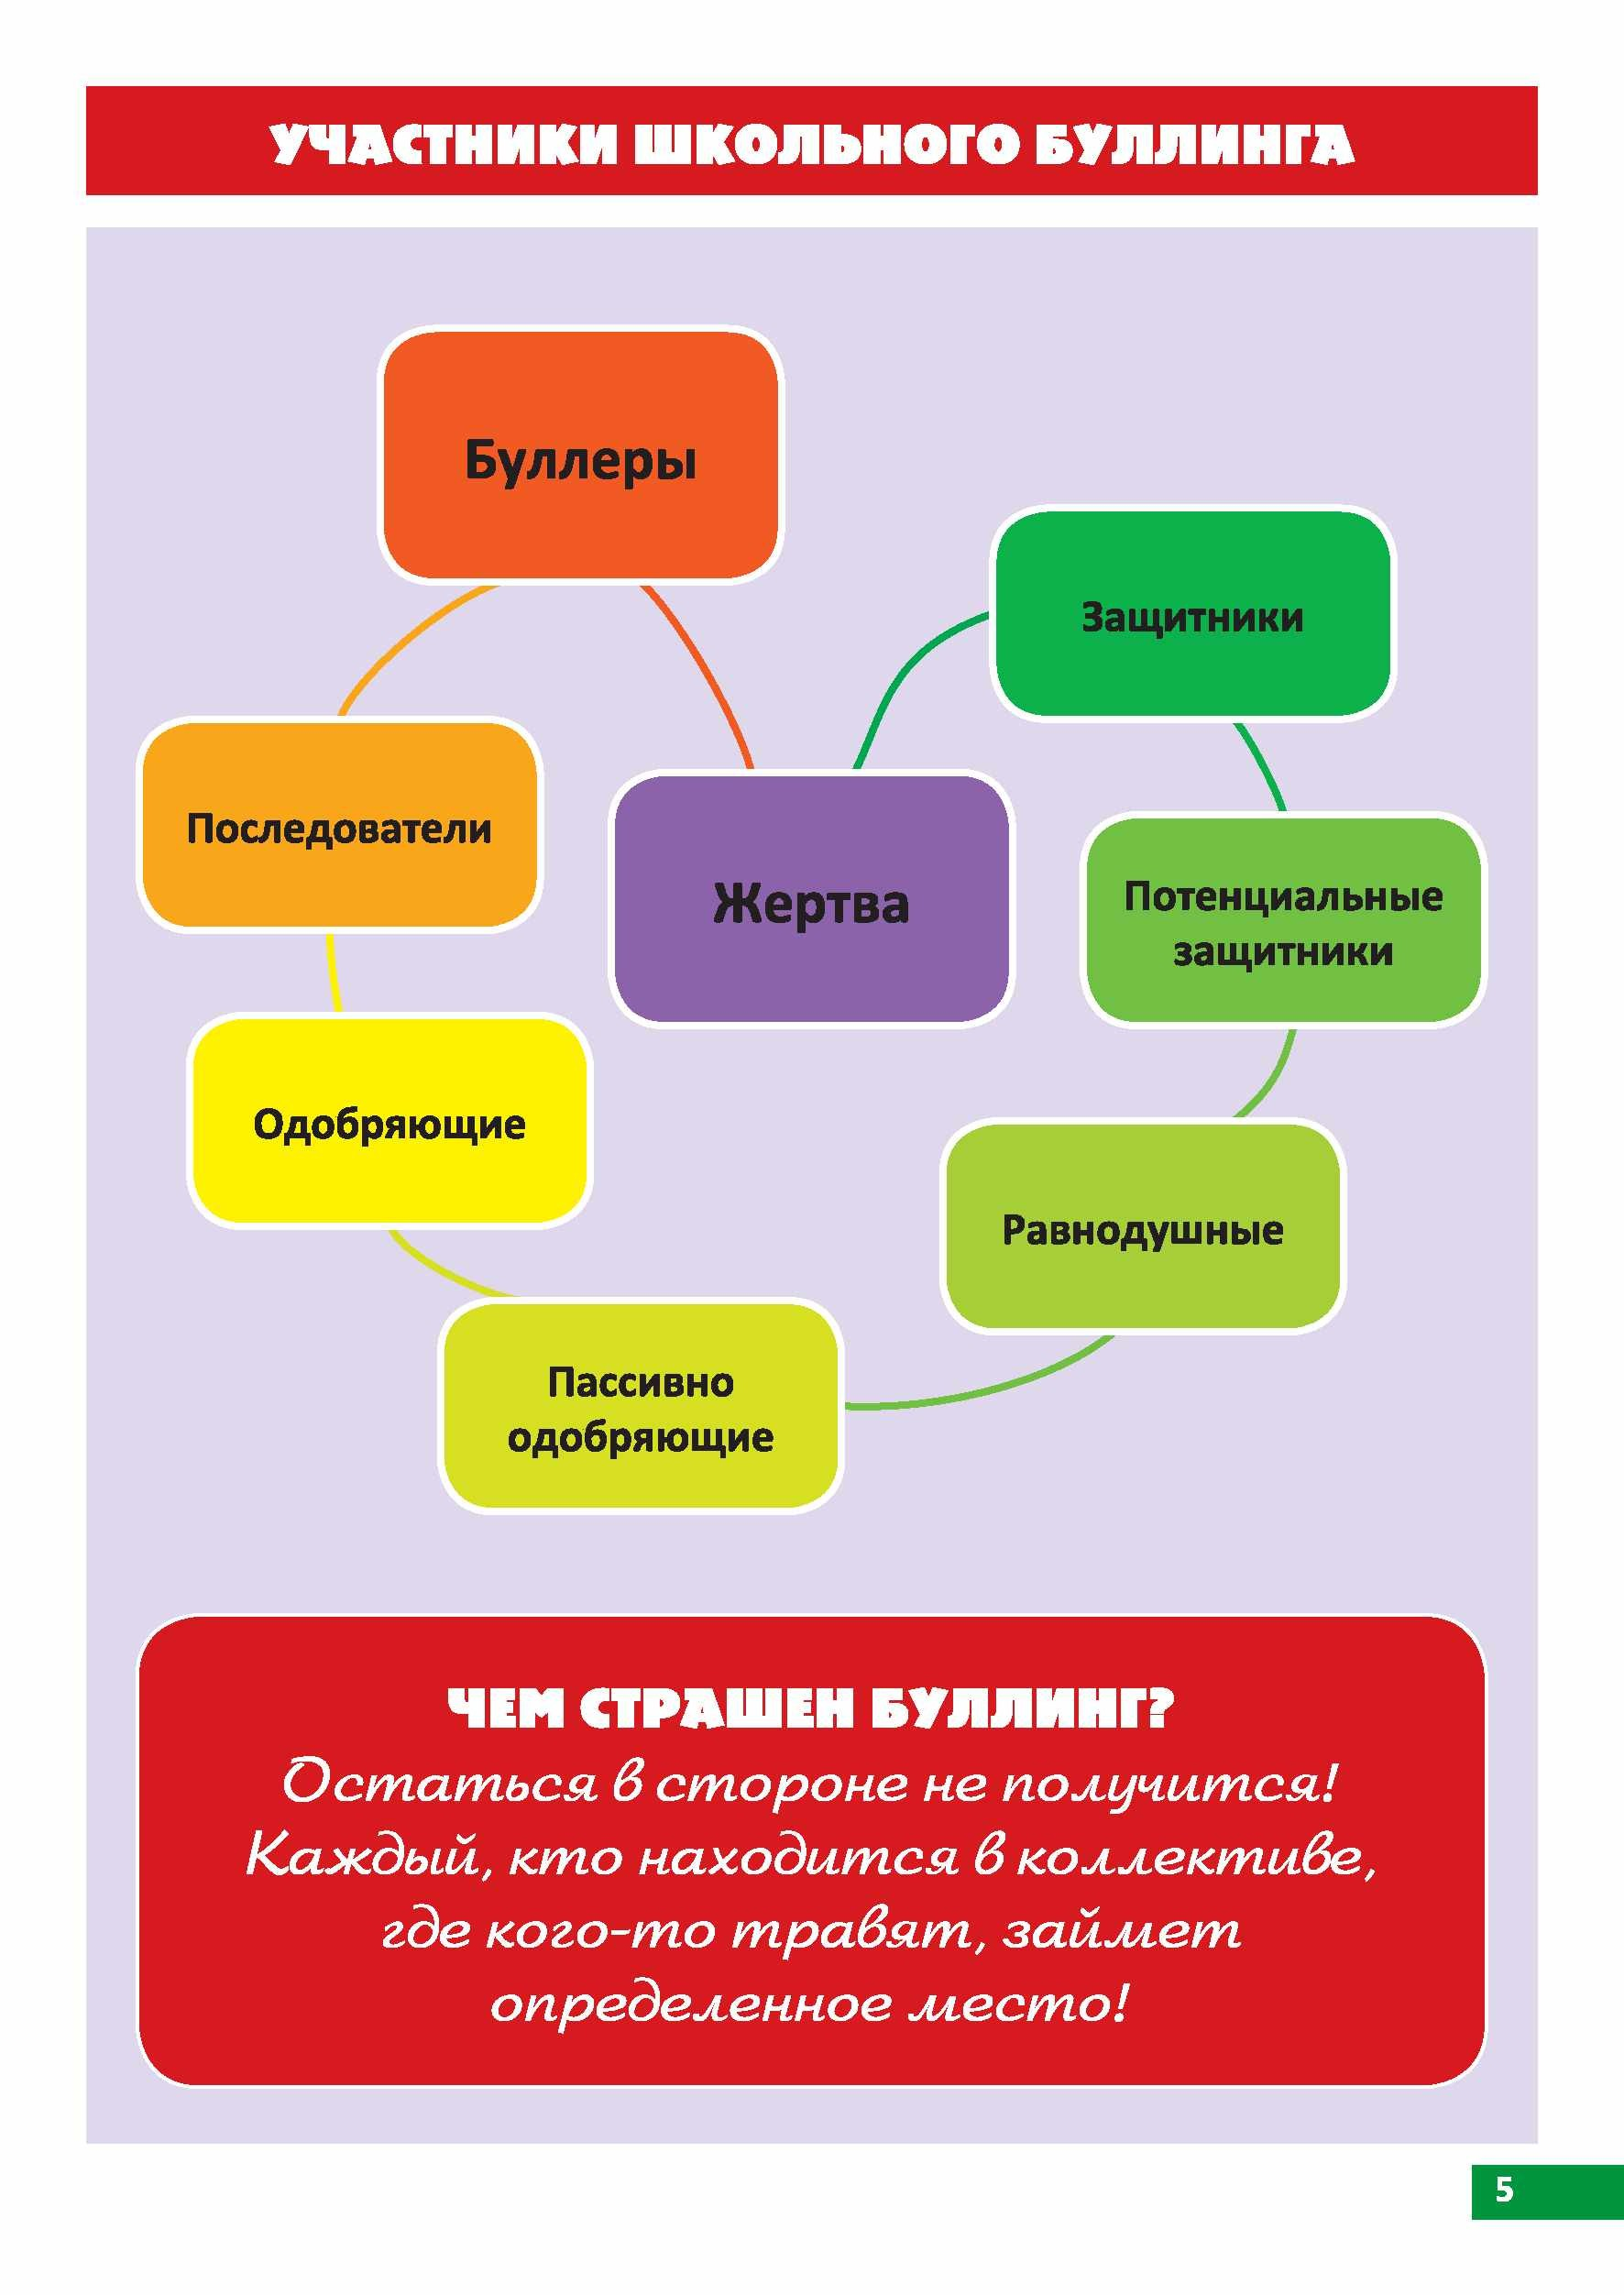 УЧАСТНИКИ ШКОЛЬНОГО БУЛЛИНГА
Буллеры
Защитники
Последователи
Жертва
Потенциальные
защитники
Одобряющие
Равнодушные
Пассивно
одобряющие
ЧЕМ СТРАШЕН БУЛЛИНГ?
Остаться в стороне не получится!
Каждый, кто находится в коллективе,
где кого-то травят, займет
определенное место!
5